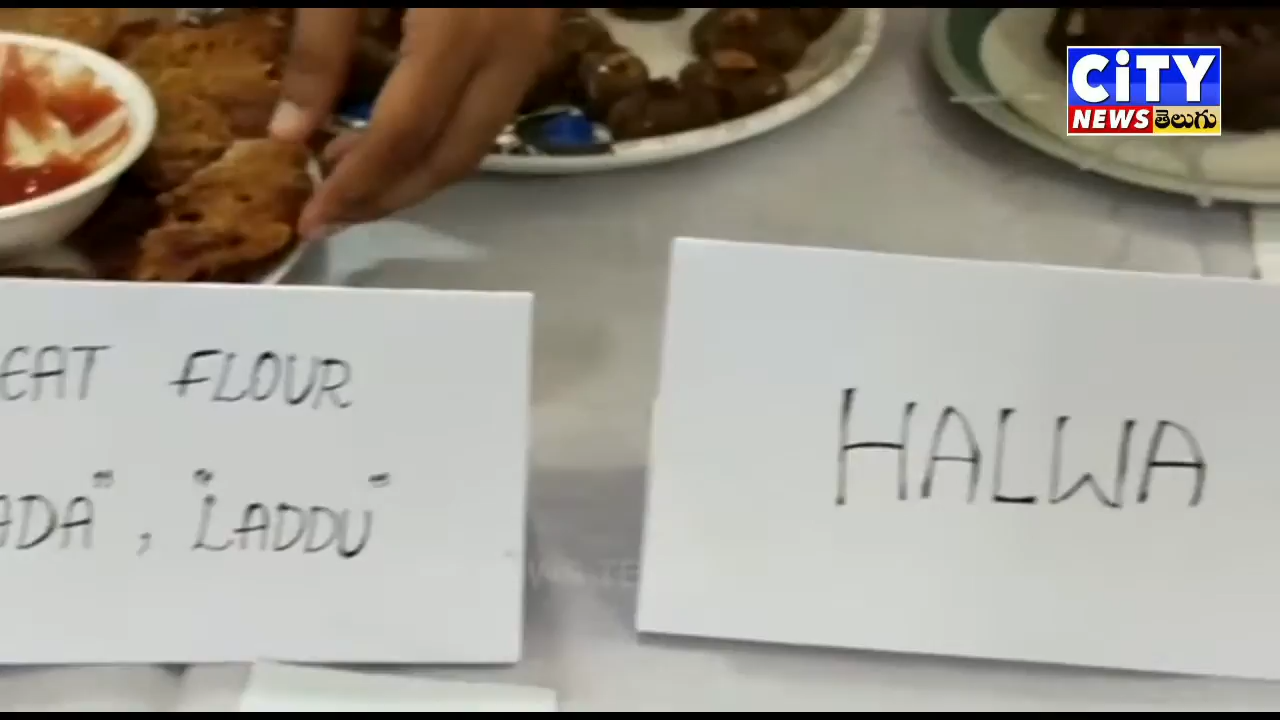 CiTY
NEWS తెలుగు
EAT FLOUR
ADA", "LADDU"
HALWA